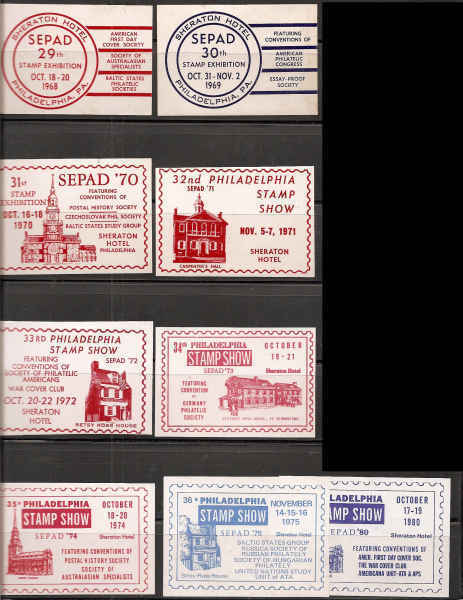 SHERATON HOTEL
SEPAD
29th
STAMP EXHIBITION
OCT. 18-20
1968
PHILADELPHIA, PA.
AMERICAN
FIRST DAY
COVER SOCIETY
SOCIETY OF
AUSTRALASIAN
SPECIALISTS
BALTIC STATES
PHILATELIC
SOCIETIES
SHERATON HOTEL
SEPAD
30th
STAMP EXHIBITION
OCT. 31-NOV. 2
1969
PHILADELPHIA, PA.
FEATURING
CONVENTIONS OF
AMERICAN
PHILATELIC
CONGRESS
ESSAY-PROOF
SOCIETY
31st
STAMP
EXHIBITION
OCT. 16-18
1970
SEPAD '70
FEATURING
CONVENTIONS OF
POSTAL HISTORY SOCIETY
CZECHOSLOVAK PHIL. SOCIETY
BALTIC STATES STUDY GROUP
SHERATON
HOTEL
PHILADELPHIA
32nd PHILADELPHIA
SEPAD '71
STAMP
SHOW
NOV. 5-7, 1971
SHERATON
HOTEL
CARPENTER'S HALL
33RD PHILADELPHIA
STAMP SHOW
SEPAD '72
FEATURING
CONVENTIONS OF
SOCIETY OF PHILATELIC
AMERICANS
WAR COVER CLUB
OCT. 20-22 1972
SHERATON
HOTEL
BETSY ROSS HOUSE
34th PHILADELPHIA
STAMP SHOW
SEPAD '73
OCTOBER
19-21
Sheraton Hotel
FEATURING
CONVENTION
OF
GERMANY
PHILATELIC
SOCIETY
35th PHILADELPHIA
STAMP SHOW
SEPAD '74
OCTOBER
18-20
1974
Sheraton Hotel
FEATURING CONVENTIONS OF
POSTAL HISTORY SOCIETY
SOCIETY OF
AUSTRALASIAN SPECIALISTS
36th PHILADELPHIA
STAMP SHOW
SEPAD '75
NOVEMBER
14-15-16
1975
Sheraton Hotel
BALTIC STATES GROUP
ROSSICA SOCIETY OF
RUSSIAN PHILATELY
SOCIETY OF HUNGARIAN
PHILATELY
UNITED NATIONS STUDY
UNIT of ATA
PHILADELPHIA
STAMP SHOW
SEPAD '80
OCTOBER
17-19
1980
Sheraton Hotel
FEATURING CONVENTIONS OF:
AMER. FIRST DAY COVER SOC.
THE WAR COVER CLUB
AMERICANA UNIT-ATA & APS